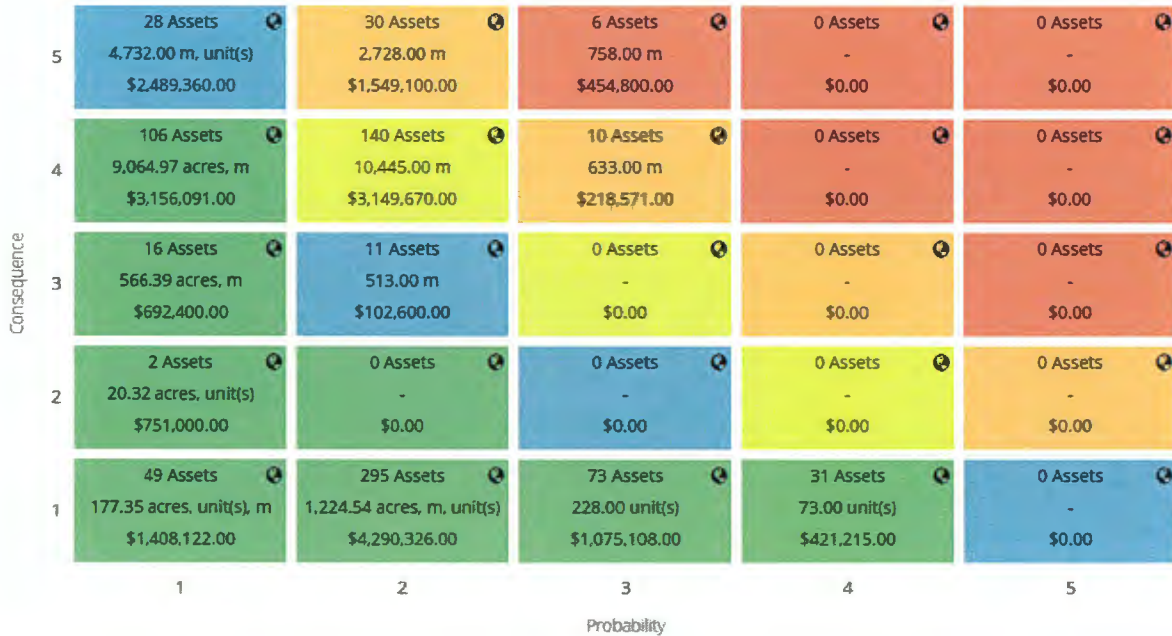 5
28 Assets
4,732.00 m, unit(s)
$2,489,360.00
30 Assets
2,728.00 m
$1,549,100.00
6 Assets
758.00 m
$454,800.00
0 Assets
-
$0.00
0 Assets
-
$0.00
4
106 Assets
9,064.97 acres, m
$3,156,091.00
140 Assets
10,445.00 m
$3,149,670.00
10 Assets
633.00 m
$218,571.00
0 Assets
-
$0.00
0 Assets
-
$0.00
Consequence
3
16 Assets
566.39 acres, m
$692,400.00
11 Assets
513.00 m
$102,600.00
0 Assets
-
$0.00
0 Assets
-
$0.00
0 Assets
-
$0.00
2
2 Assets
20.32 acres, unit(s)
$751,000.00
0 Assets
-
$0.00
0 Assets
-
$0.00
0 Assets
-
$0.00
0 Assets
-
$0.00
1
49 Assets
177.35 acres, unit(s), m
$1,408,122.00
295 Assets
1,224.54 acres, m, unit(s)
$4,290,326.00
73 Assets
228.00 unit(s)
$1,075,108.00
31 Assets
73.00 unit(s)
$421,215.00
0 Assets
-
$0.00
1
2
3
4
5
Probability